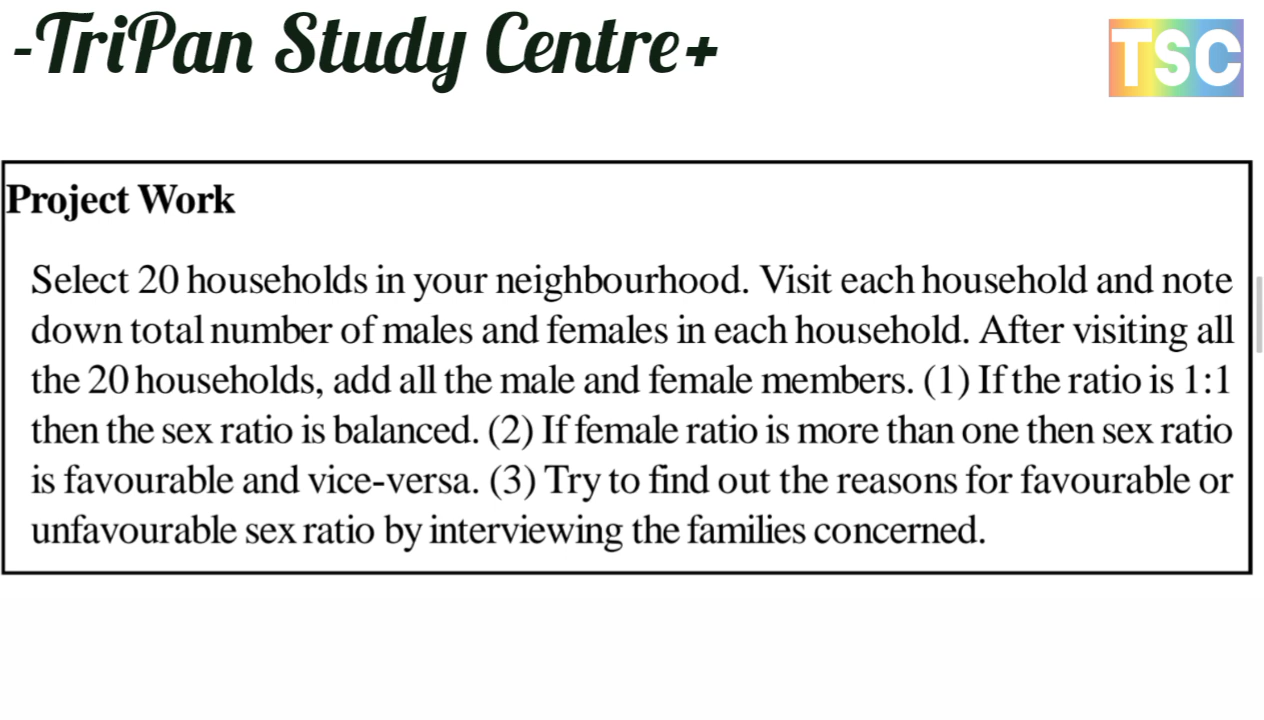 -TriPan Study Centre+
TSC
Project Work
Select 20 households in your neighbourhood. Visit each household and note
down total number of males and females in each household. After visiting all
the 20 households, add all the male and female members. (1) If the ratio is 1:1
then the sex ratio is balanced. (2) If female ratio is more than one then sex ratio
is favourable and vice-versa. (3) Try to find out the reasons for favourable or
unfavourable sex ratio by interviewing the families concerned.